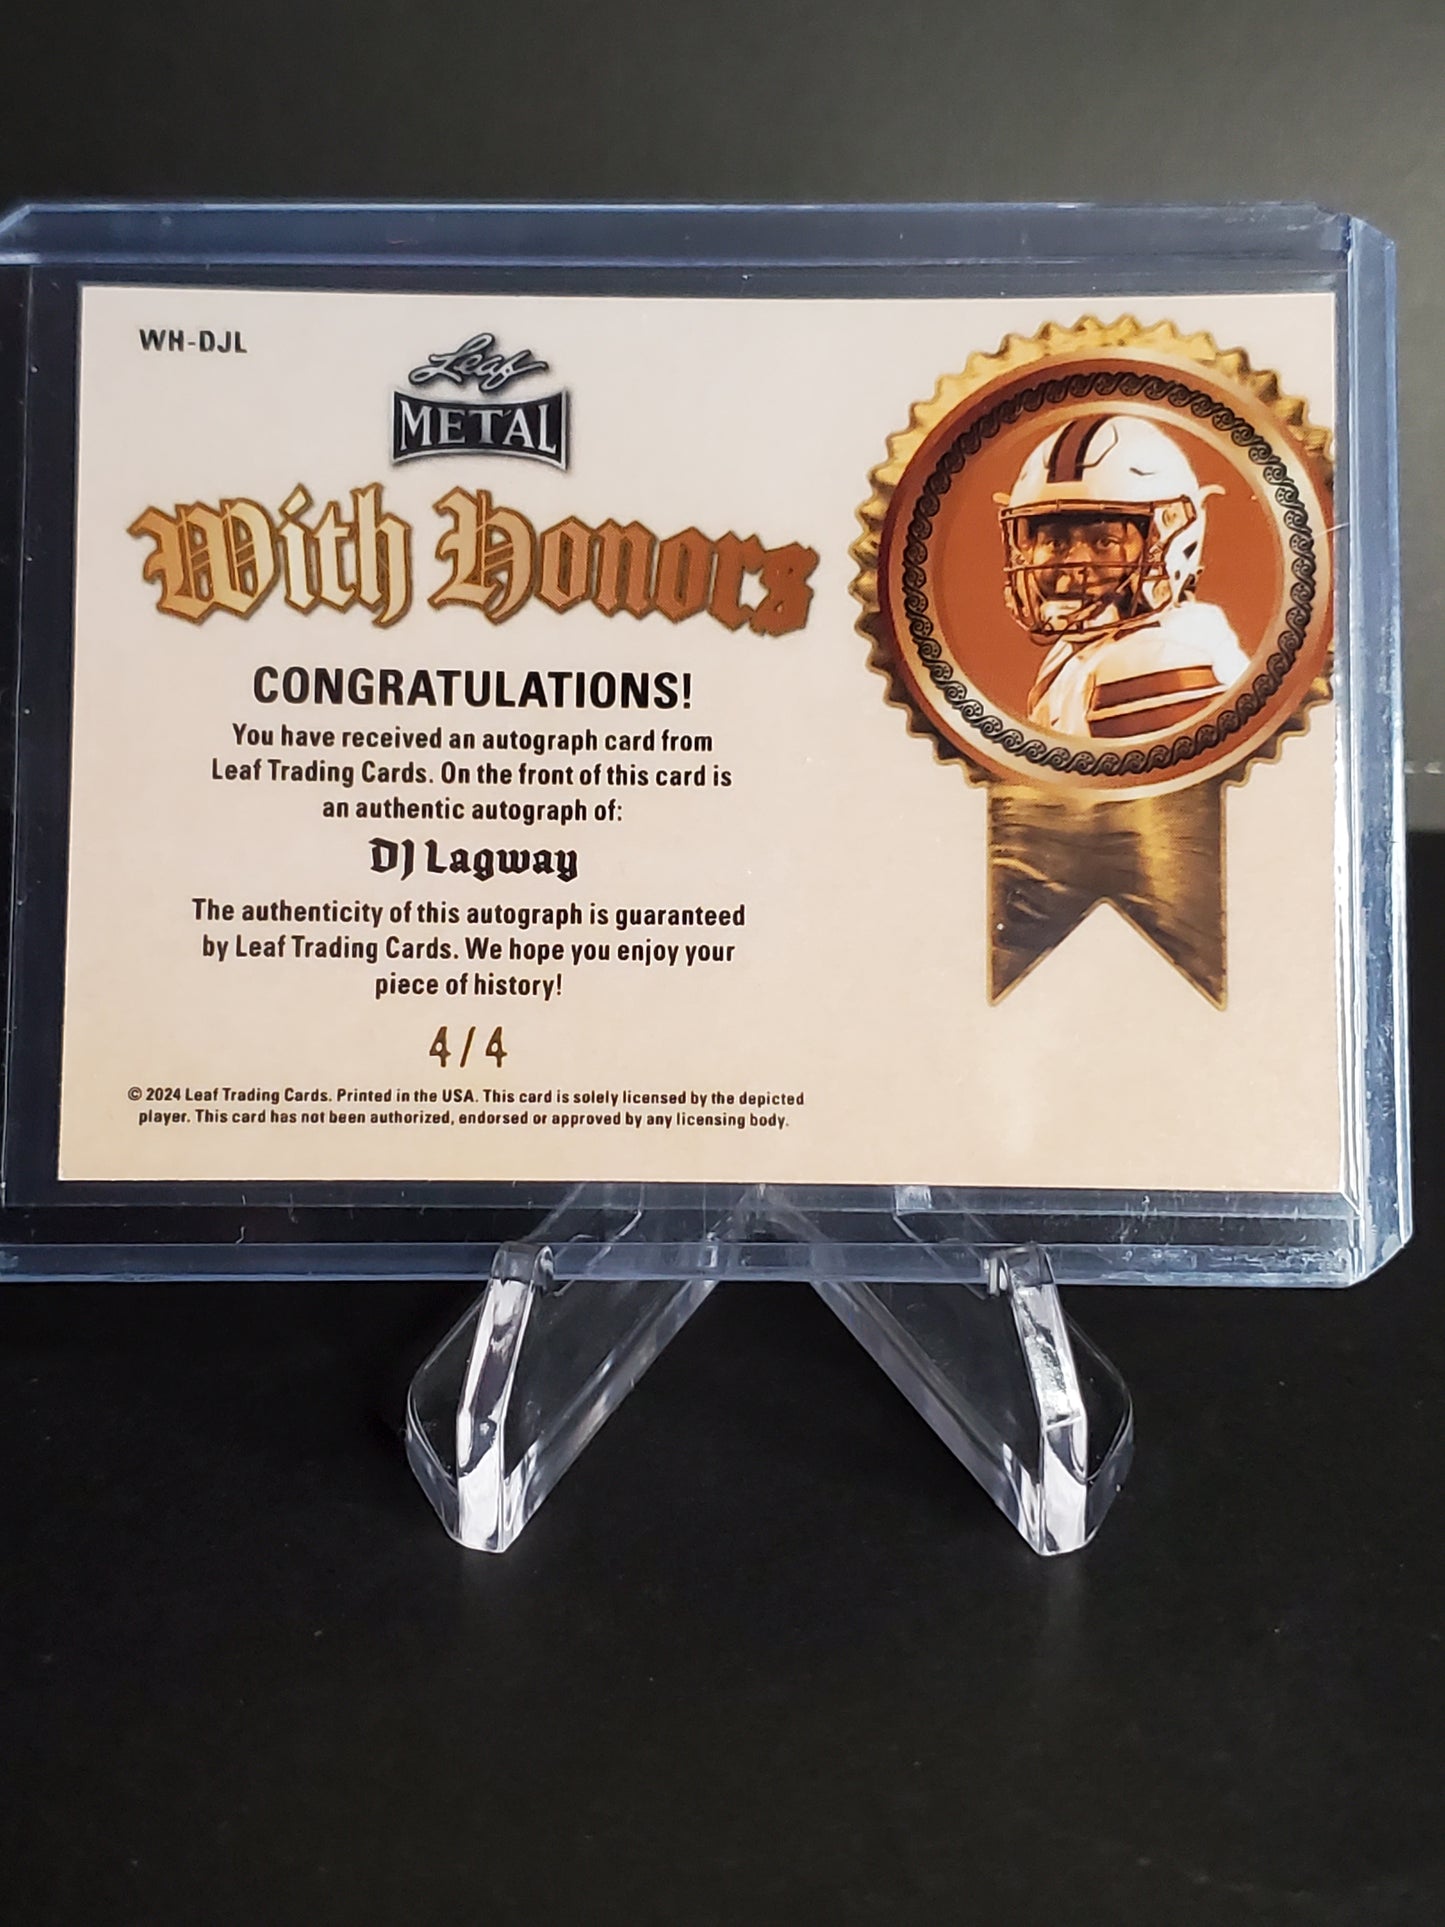 WH-DJL
Leaf
METAL
With Honors
CONGRATULATIONS!
You have received an autograph card from
Leaf Trading Cards. On the front of this card is
an authentic autograph of:
DJ Lagway
The authenticity of this autograph is guaranteed
by Leaf Trading Cards. We hope you enjoy your
piece of history!
4/4
© 2024 Leaf Trading Cards. Printed in the USA. This card is solely licensed by the depicted
player. This card has not been authorized, endorsed or approved by any licensing body.